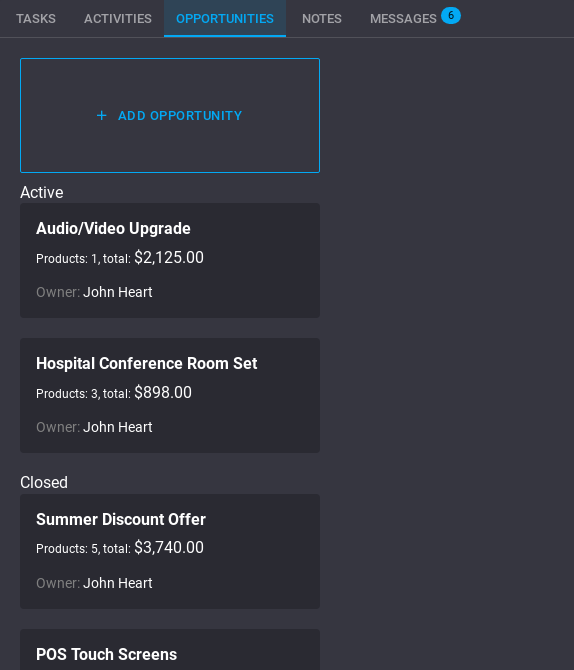 TASKS ACTIVITIES OPPORTUNITIES NOTES MESSAGES 6
+ ADD OPPORTUNITY
Active
Audio/Video Upgrade
Products: 1, total: $2,125.00
Owner: John Heart
Hospital Conference Room Set
Products: 3, total: $898.00
Owner: John Heart
Closed
Summer Discount Offer
Products: 5, total: $3,740.00
Owner: John Heart
POS Touch Screens